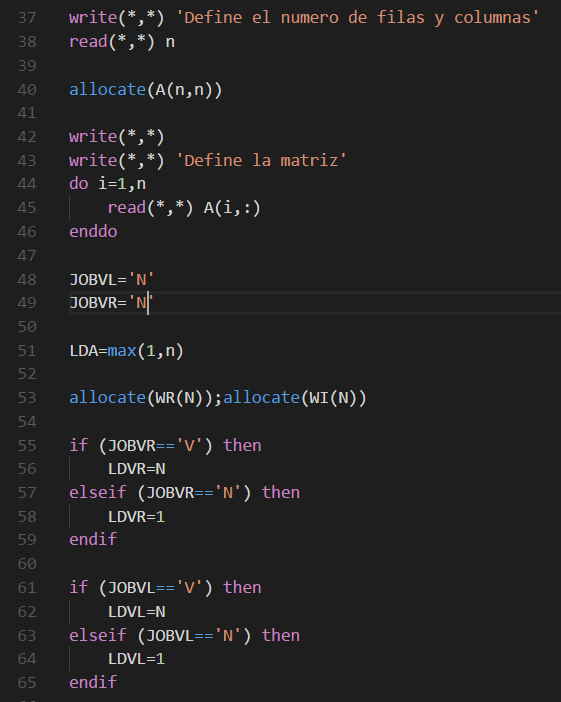 37 write(*,*) 'Define el numero de filas y columnas'
38 read(*,*) n
39
40 allocate(A(n,n))
41
42 write(*,*)
43 write(*,*) 'Define la matriz'
44 do i=1,n
45     read(*,*) A(i,:)
46 enddo
47
48 JOBVL='N'
49 JOBVR='N'
50
51 LDA=max(1,n)
52
53 allocate(WR(N));allocate(WI(N))
54
55 if (JOBVR=='V') then
56     LDVR=N
57 elseif (JOBVR=='N') then
58     LDVR=1
59 endif
60
61 if (JOBVL=='V') then
62     LDVL=N
63 elseif (JOBVL=='N') then
64     LDVL=1
65 endif